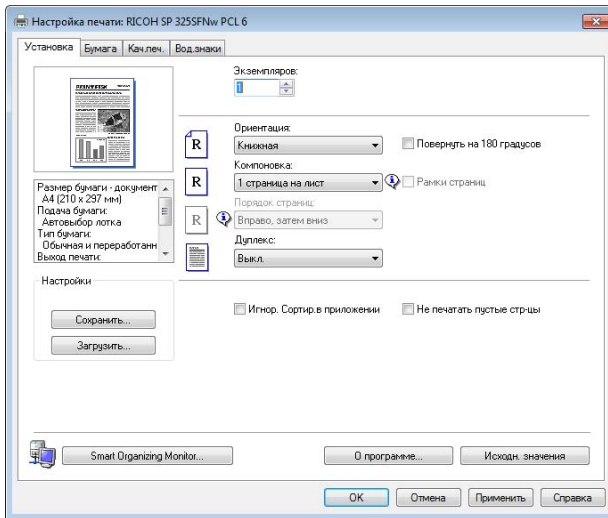 Настройка печати: RICOH SP 325SFNw PCL 6
Установка
Бумага
Кач.печ.
Вод.знаки
Экземпляров:
1
Ориентация:
R
Книжная
Повернуть на 180 градусов
Компоновка:
R
1 страница на лист
Рамки страниц
Порядок страниц:
R
Вправо, затем вниз
Дуплекс:
Выкл.
Размер бумаги - документ
A4 (210 x 297 мм)
Подача бумаги:
Автовыбор лотка
Тип бумаги:
Обычная и переработанн
Выход печати:
Настройки
Сохранить...
Загрузить...
Игнор. Сортир.в приложении
Не печатать пустые стр-цы
Smart Organizing Monitor...
О программе...
Исходн. значения
OK
Отмена
Применить
Справка